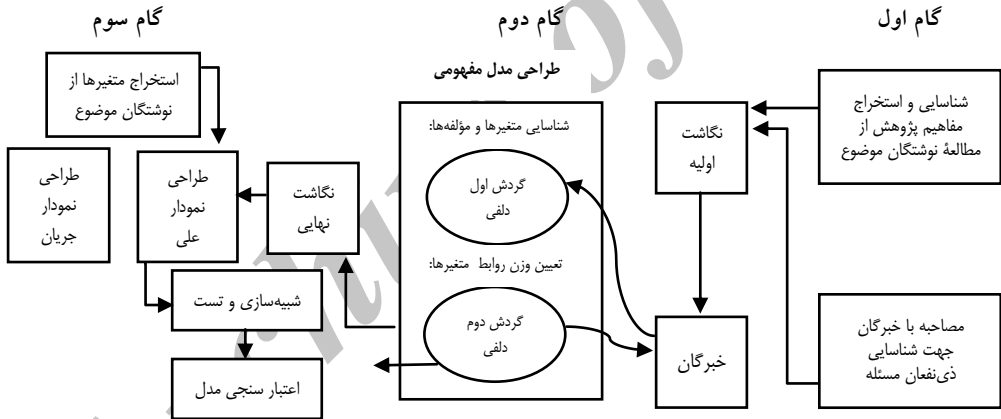 گام اول
گام دوم
گام سوم
شناسایی و استخراج
مفاهیم پژوهش از
مطالعۀ نوشتگان موضوع
مصاحبه با خبرگان
جهت شناسایی
ذی‌نفعان مسئله
نگاشت
اولیه
خبرگان
طراحی مدل مفهومی
شناسایی متغیرها و مؤلفه‌ها:
گردش اول
دلفی
تعیین وزن روابط متغیرها:
گردش دوم
دلفی
نگاشت
نهایی
استخراج متغیرها از
نوشتگان موضوع
طراحی
نمودار
علی
طراحی
نمودار
جریان
شبیه‌سازی و تست
اعتبار سنجی مدل